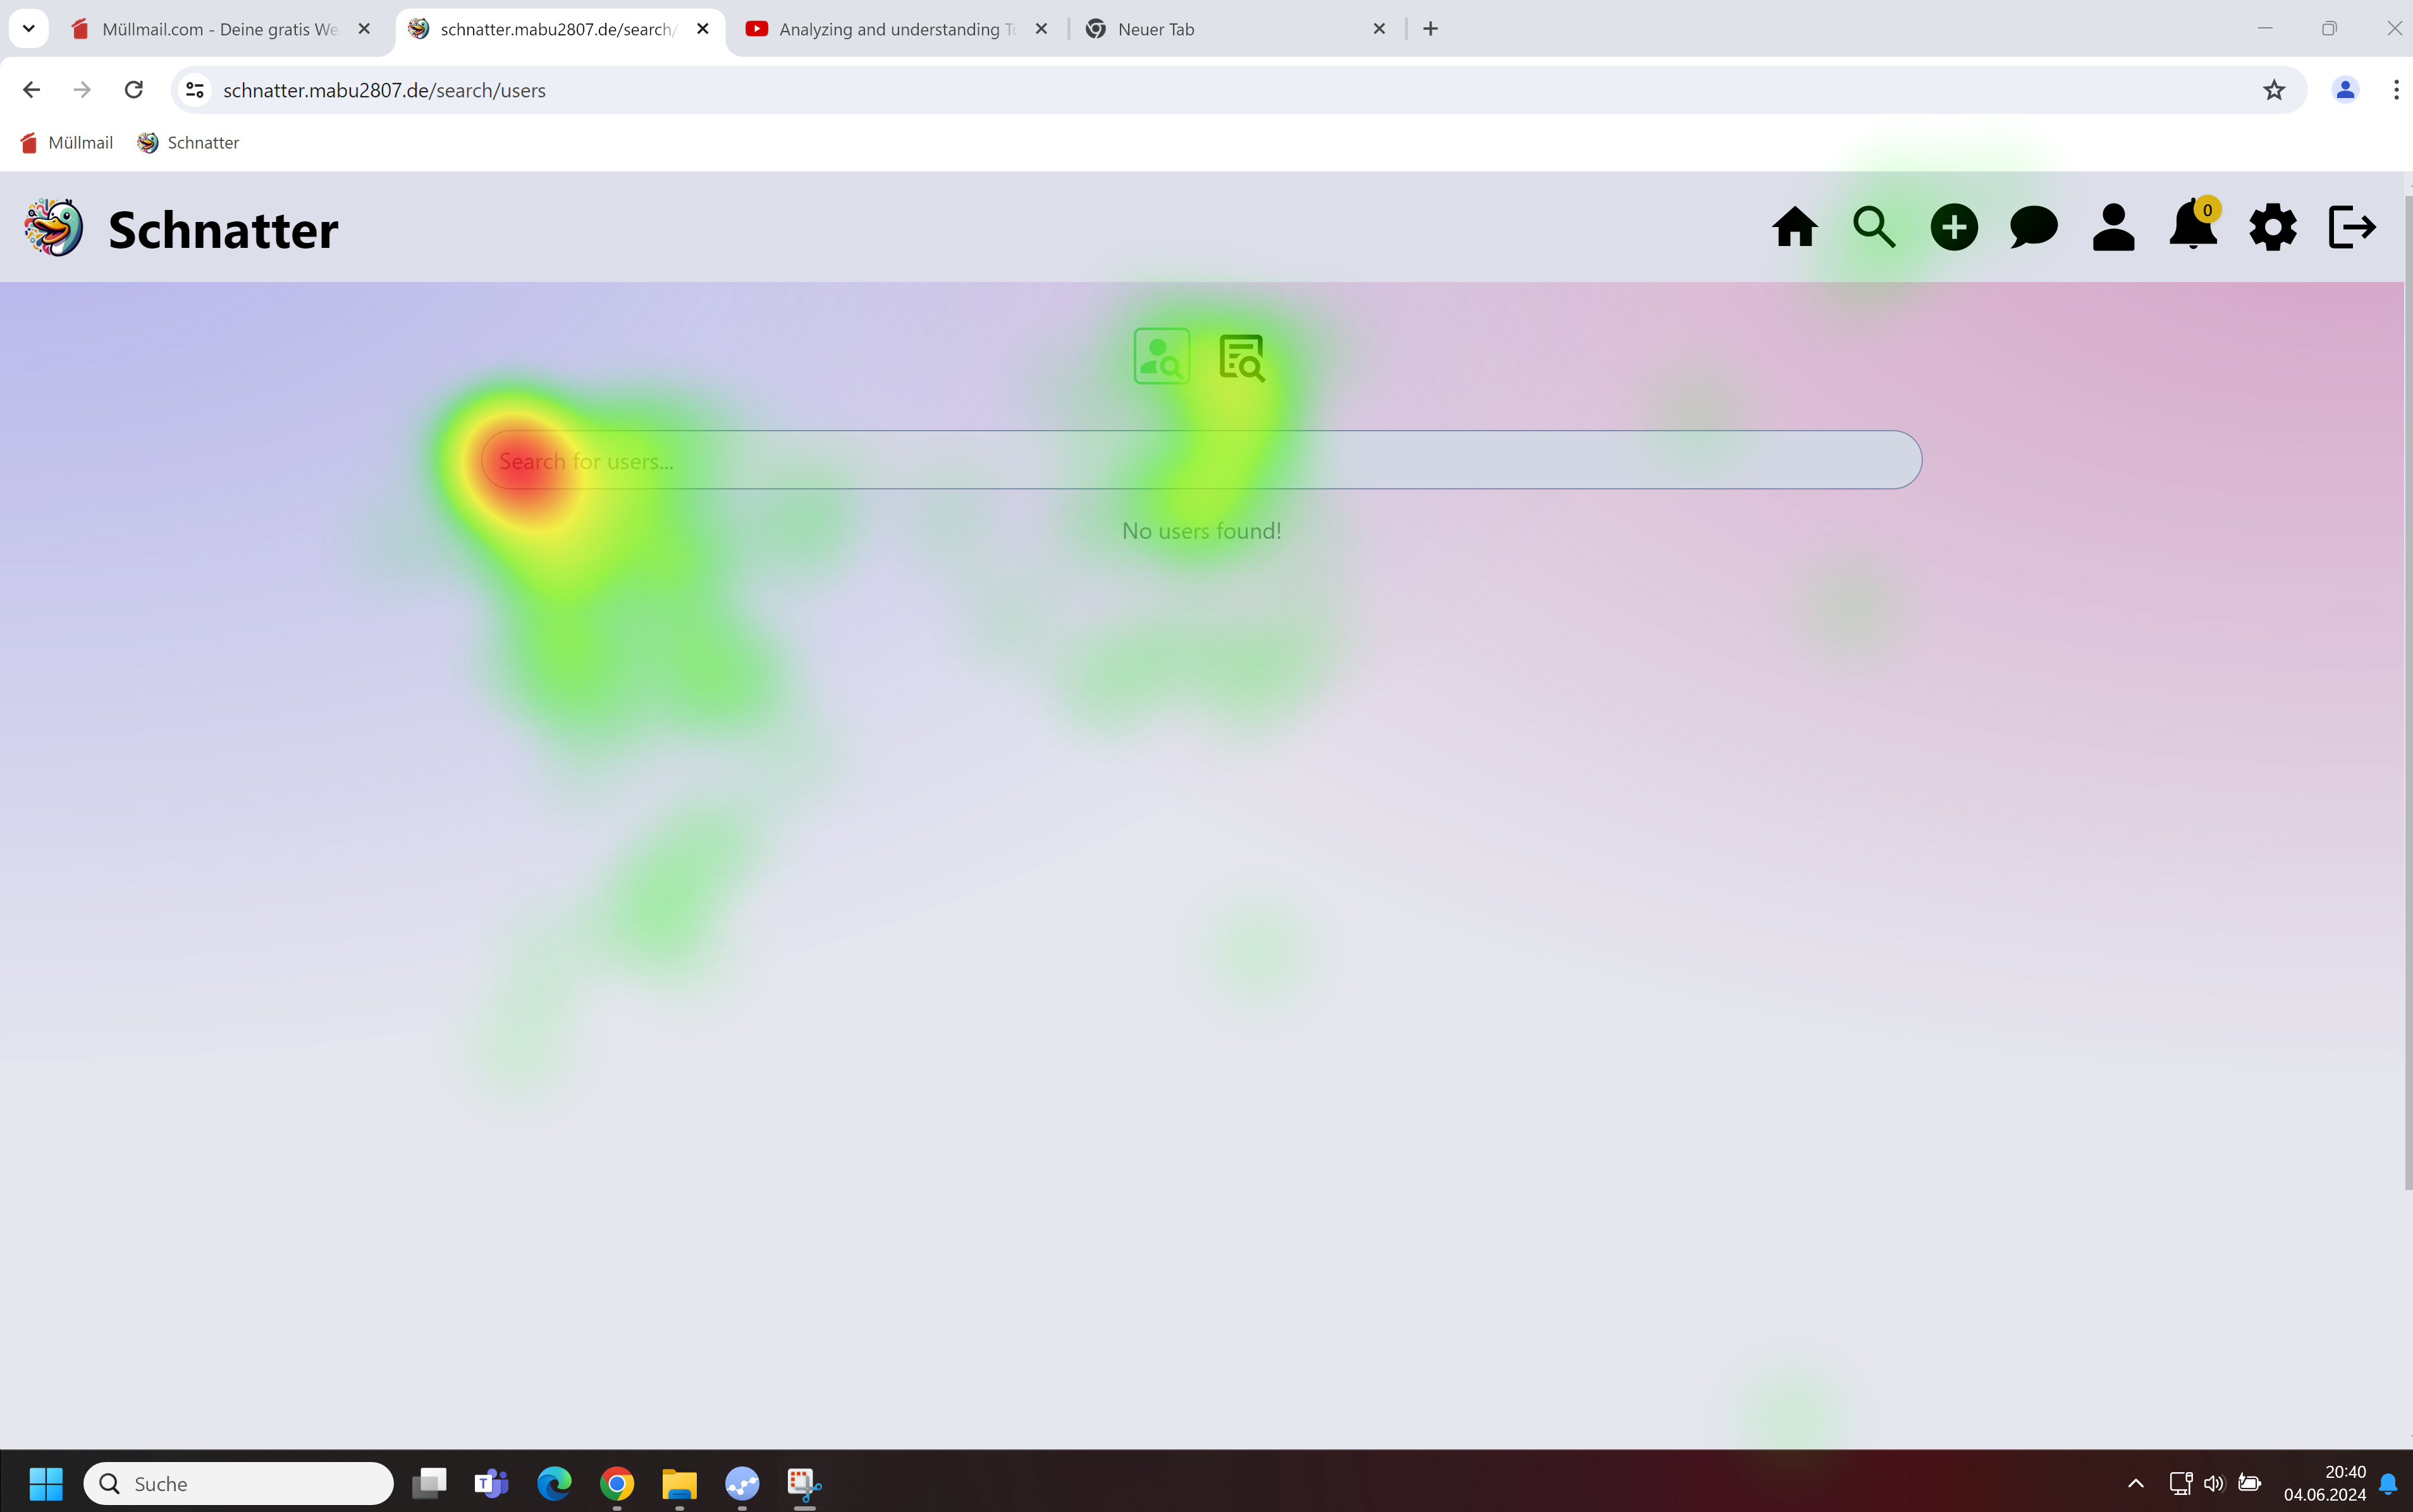 Müllmail.com - Deine gratis We
schnatter.mabu2807.de/search/
Analyzing and understanding To
Neuer Tab
schnatter.mabu2807.de/search/users
Müllmail
Schnatter
Schnatter
0
Search for users...
No users found!
Suche
T
20:40
04.06.2024